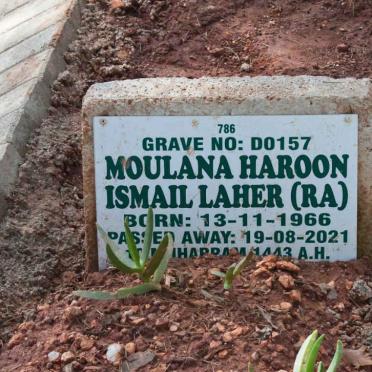 786
GRAVE NO: D0157
MOULANA HAROON
ISMAIL LAHER (RA)
BORN: 13-11-1966
PASSED AWAY: 19-08-2021
1443 A.H.